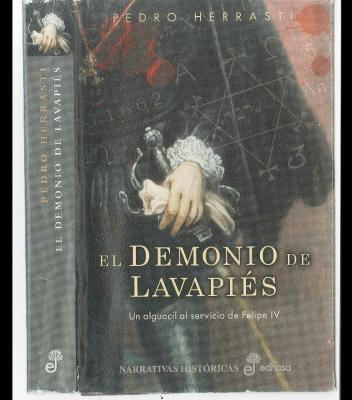 PEDRO HERRASTI
EL DEMONIO DE LAVAPIÉS
PEDRO HERRASTI
EL DEMONIO DE
LAVAPIÉS
Un alguacil al servicio de Felipe IV
NARRATIVAS HISTÓRICAS edhasa